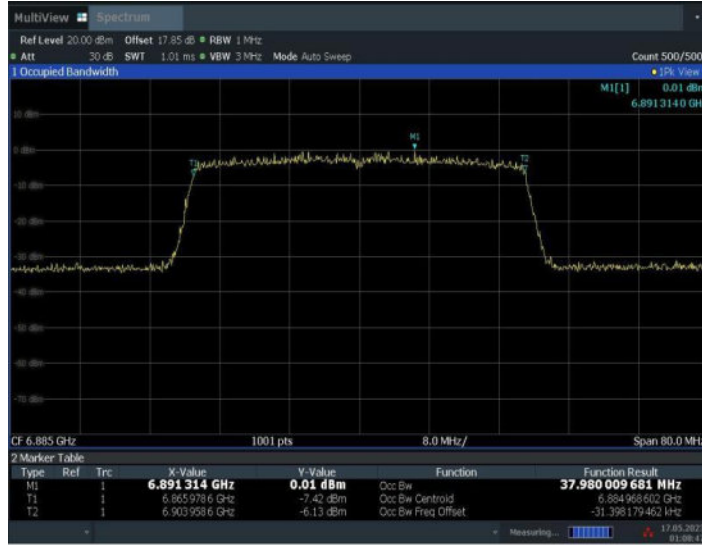 MultiView Spectrum
Ref Level 20.00 dBm Offset 17.85 dB RBW 1 MHz
Att 30 dB SWT 1.01 ms VBW 3 MHz Mode Auto Sweep Count 500/500
1 Occupied Bandwidth 1Pk View
M1[1] 0.01 dBm
6.8913140 GH
10 dBm
M1
0 dBm
T1
T2
-10 dBm
-20 dBm
-30 dBm
-40 dBm
-50 dBm
-60 dBm
-70 dBm
CF 6.885 GHz 1001 pts 8.0 MHz/ Span 80.0 MHz
2 Marker Table
Type Ref Trc X-Value Y-Value Function Function Result
M1 1 6.891 314 GHz 0.01 dBm Occ Bw 37.980 009 681 MHz
T1 1 6.865 978 6 GHz -7.42 dBm Occ Bw Centroid 6.884 968 602 GHz
T2 1 6.903 958 6 GHz -6.13 dBm Occ Bw Freq Offset -31.398 179 462 kHz
Measuring... 17.05.202
01:08:4